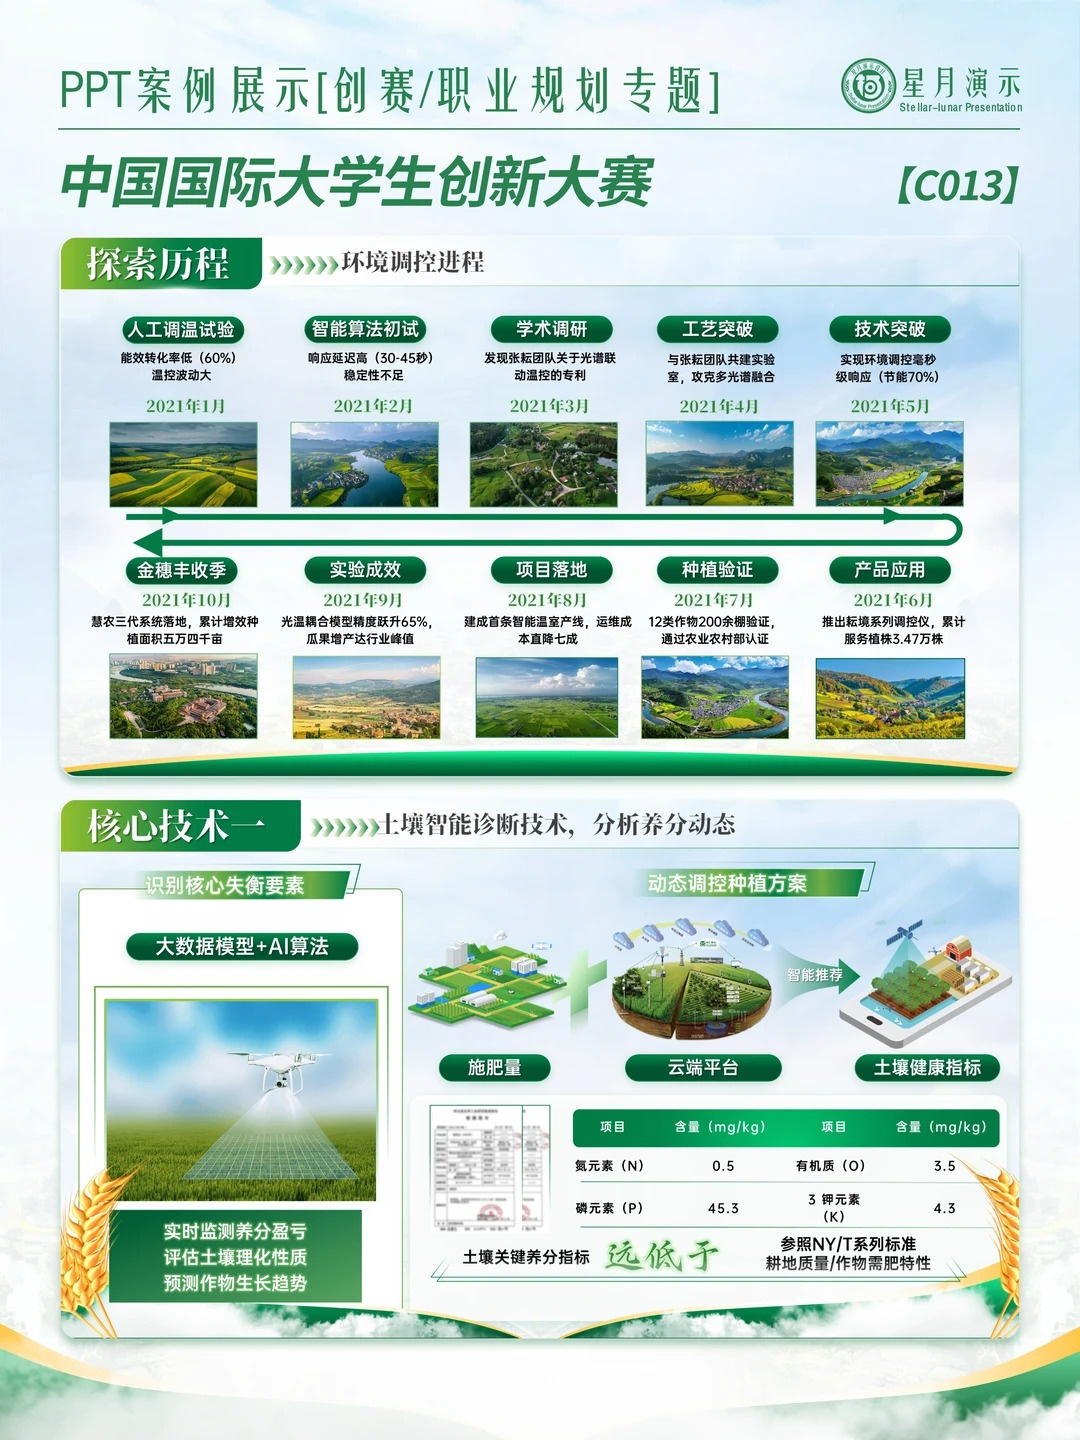 PPT案例展示[创赛/职业规划专题]
星月演示
Stellar-lunar Presentation
中国国际大学生创新大赛
【C013】
探索历程
环境调控进程
人工调温试验
能效转化率低（60%）
温控波动大
2021年1月
智能算法初试
响应延迟高（30-45秒）
稳定性不足
2021年2月
学术调研
发现张耘团队关于光谱联
动温控的专利
2021年3月
工艺突破
与张耘团队共建实验
室，攻克多光谱融合
2021年4月
技术突破
实现环境调控毫秒
级响应（节能70%）
2021年5月
金穗丰收季
2021年10月
慧农三代系统落地，累计增效种
植面积五万四千亩
实验成效
2021年9月
光温耦合模型精度跃升65%，
瓜果增产达行业峰值
项目落地
2021年8月
建成首条智能温室产线，运维成
本直降七成
种植验证
2021年7月
12类作物200余棚验证，
通过农业农村部认证
产品应用
2021年6月
推出耘境系列调控仪，累计
服务植株3.47万株
核心技术一
土壤智能诊断技术，分析养分动态
识别核心失衡要素
大数据模型+AI算法
实时监测养分盈亏
评估土壤理化性质
预测作物生长趋势
动态调控种植方案
智能推荐
施肥量
云端平台
土壤健康指标
项目 含量（mg/kg） 项目 含量（mg/kg）
氮元素（N） 0.5 有机质（O） 3.5
磷元素（P） 45.3 3 钾元素
（K） 4.3
土壤关键养分指标 远低于
参照NY/T系列标准
耕地质量/作物需肥特性